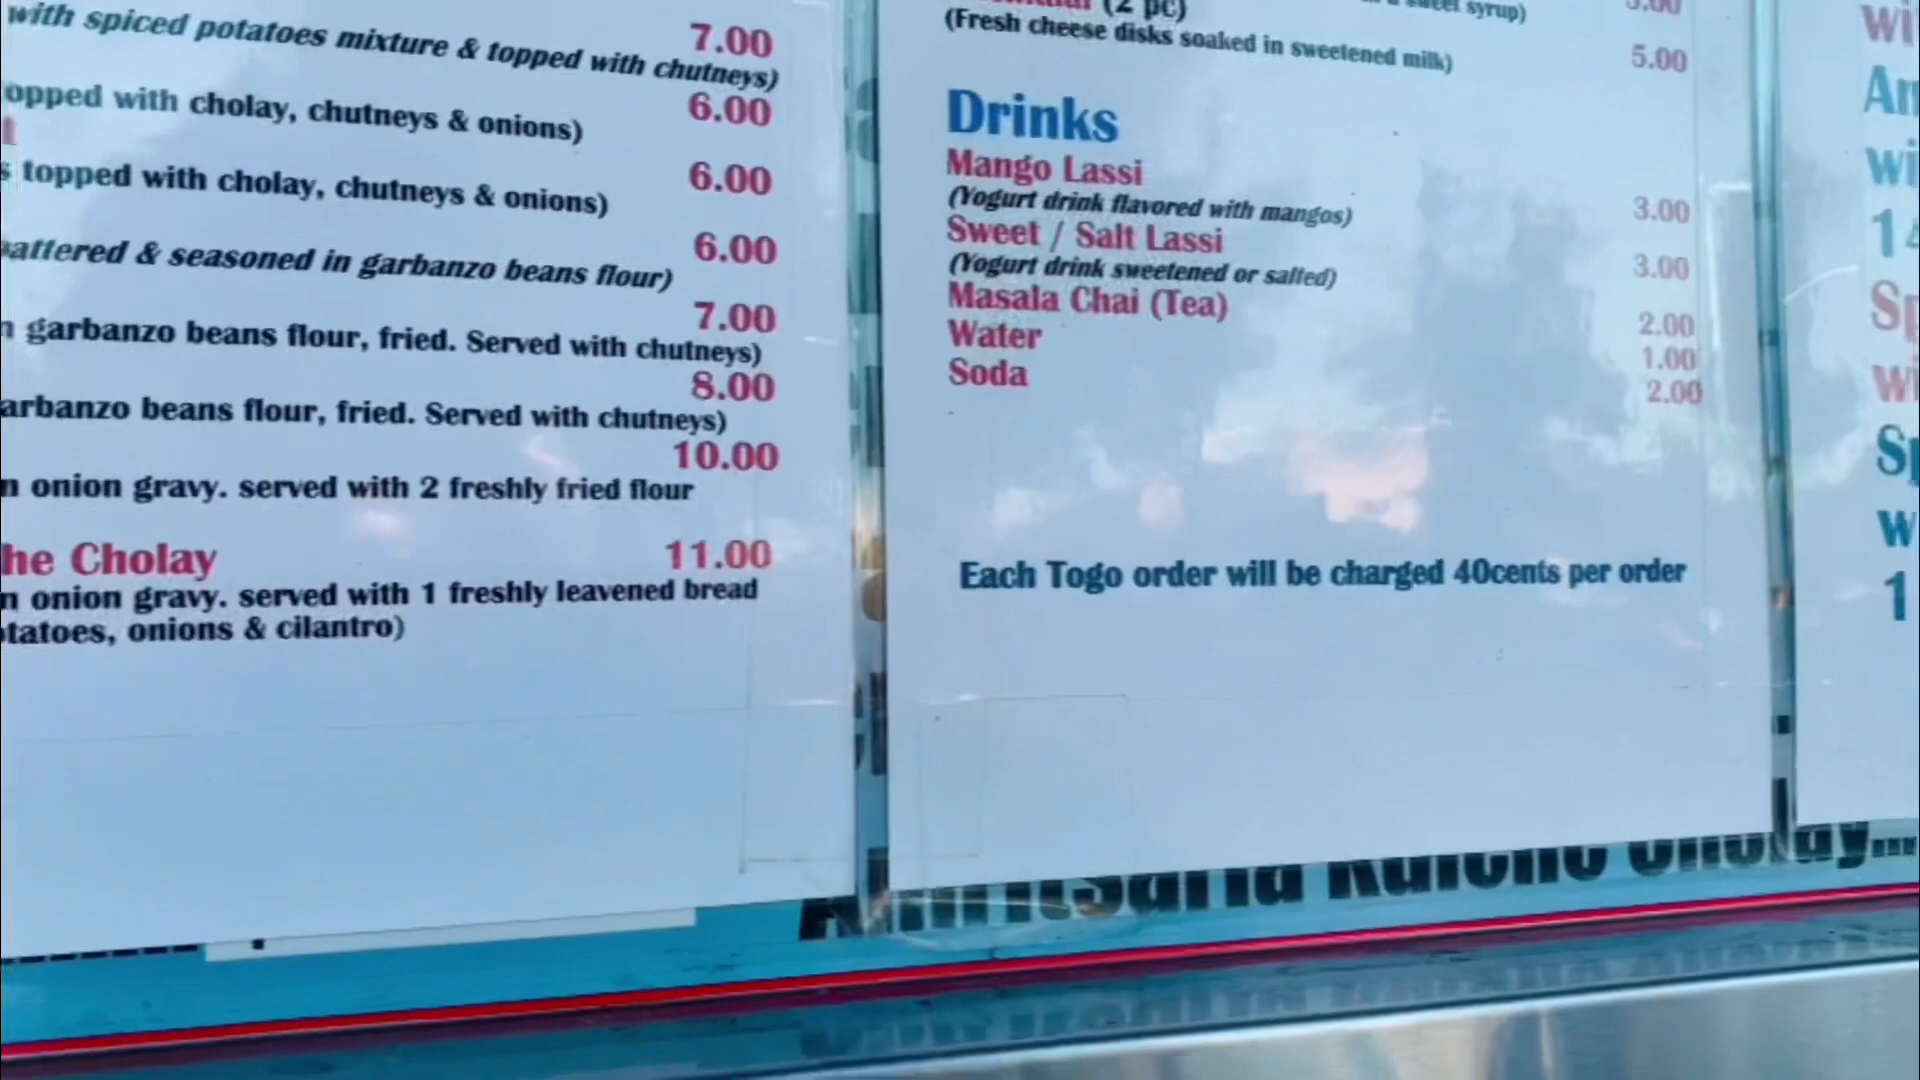 with spiced potatoes mixture & topped with chutneys)
7.00
topped with cholay, chutneys & onions)
6.00
topped with cholay, chutneys & onions)
6.00
battered & seasoned in garbanzo beans flour)
6.00
garbanzo beans flour, fried. Served with chutneys)
7.00
garbanzo beans flour, fried. Served with chutneys)
8.00
10.00
onion gravy. served with 2 freshly fried flour
Cholay 11.00
onion gravy. served with 1 freshly leavened bread
onions & cilantro)
(2 pc)
sweet syrup)
(Fresh cheese disks soaked in sweetened milk) 5.00
Drinks
Mango Lassi
(Yogurt drink flavored with mangos) 3.00
Sweet / Salt Lassi
(Yogurt drink sweetened or salted) 3.00
Masala Chai (Tea) 2.00
Water 1.00
Soda 2.00
Each Togo order will be charged 40cents per order